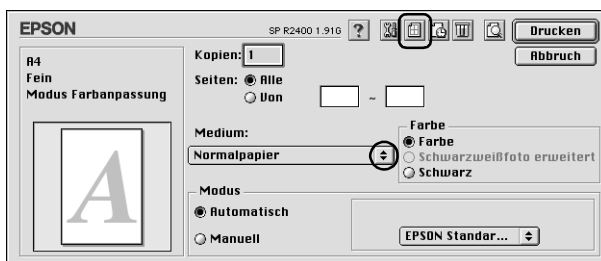 EPSON
SP R2400 1.91G
?
Drucken
Abbruch
A4
Fein
Modus Farbanpassung
A
Kopien: 1
Seiten: Alle
Von ~
Medium:
Normalpapier
Farbe
Farbe
Schwarzweißfoto erweitert
Schwarz
Modus
Automatisch
Manuell
EPSON Standar...